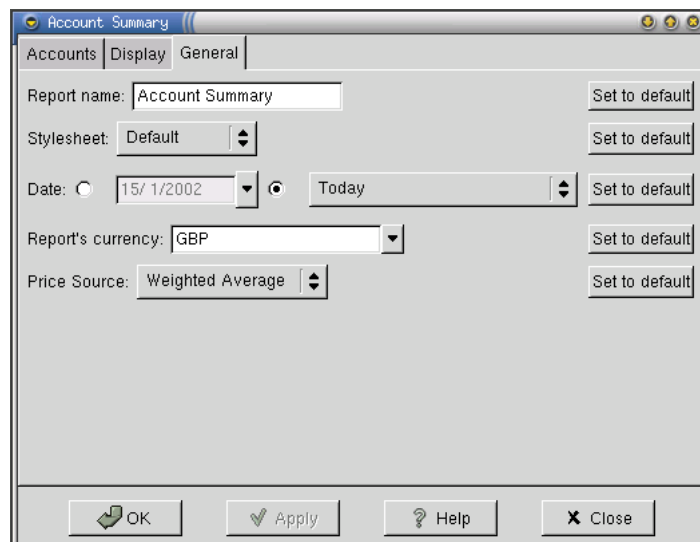 Account Summary
Accounts Display General
Report name: Account Summary Set to default
Stylesheet: Default Set to default
Date: 15/ 1/2002 Today Set to default
Report's currency: GBP Set to default
Price Source: Weighted Average Set to default
OK Apply Help Close